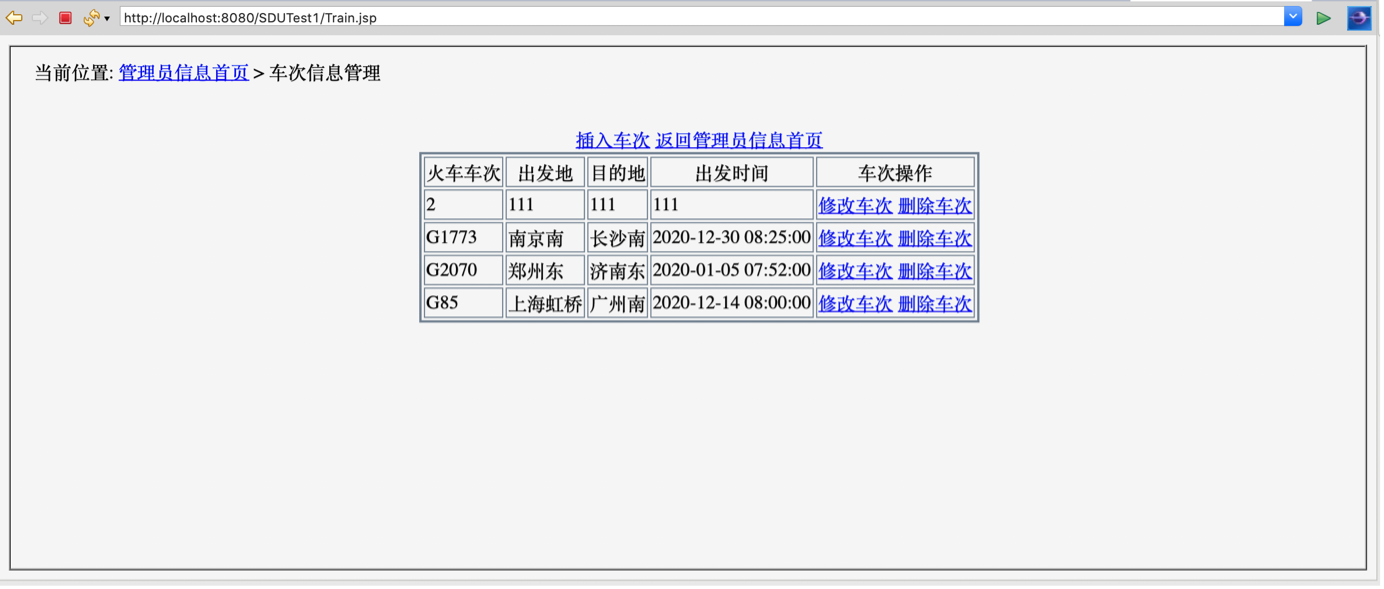 http://localhost:8080/SDUTest1/Train.jsp
当前位置: 管理员信息首页 > 车次信息管理
插入车次 返回管理员信息首页
火车车次 出发地 目的地 出发时间 车次操作
2 111 111 111 修改车次 删除车次
G1773 南京南 长沙南 2020-12-30 08:25:00 修改车次 删除车次
G2070 郑州东 济南东 2020-01-05 07:52:00 修改车次 删除车次
G85 上海虹桥 广州南 2020-12-14 08:00:00 修改车次 删除车次